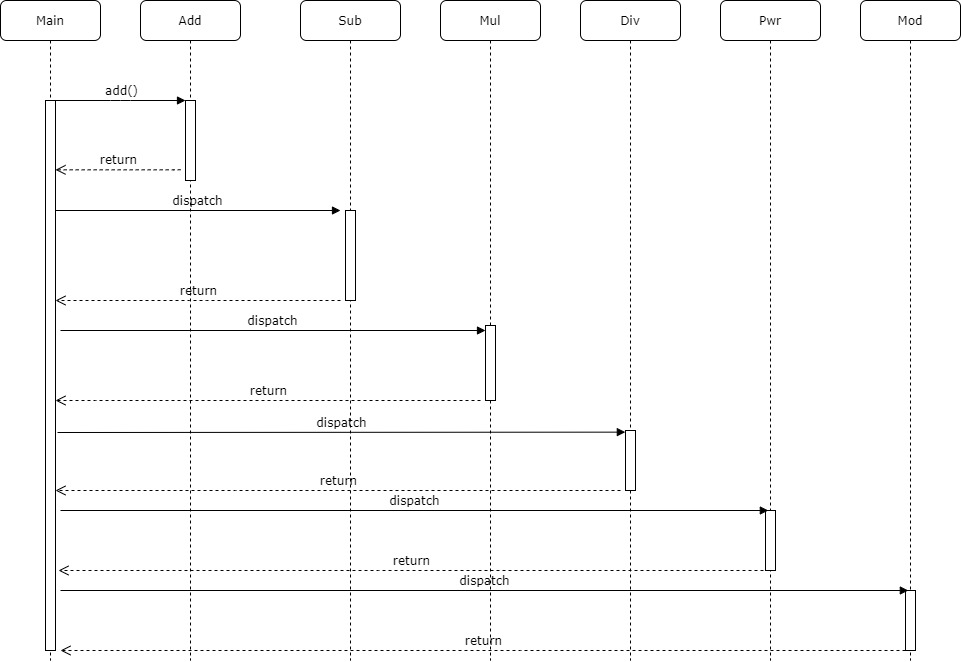 Main
Add
Sub
Mul
Div
Pwr
Mod
add()
return
dispatch
return
dispatch
return
dispatch
return
dispatch
return
dispatch
return